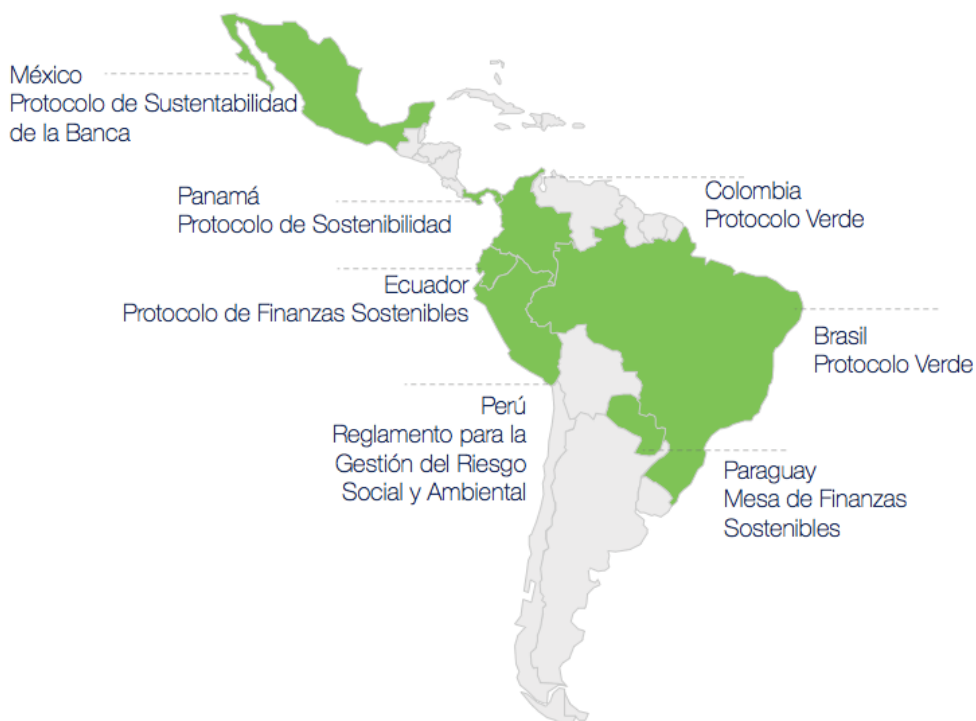 México
Protocolo de Sustentabilidad
de la Banca
Panamá
Protocolo de Sostenibilidad
Colombia
Protocolo Verde
Ecuador
Protocolo de Finanzas Sostenibles
Brasil
Protocolo Verde
Perú
Reglamento para la
Gestión del Riesgo
Social y Ambiental
Paraguay
Mesa de Finanzas
Sostenibles